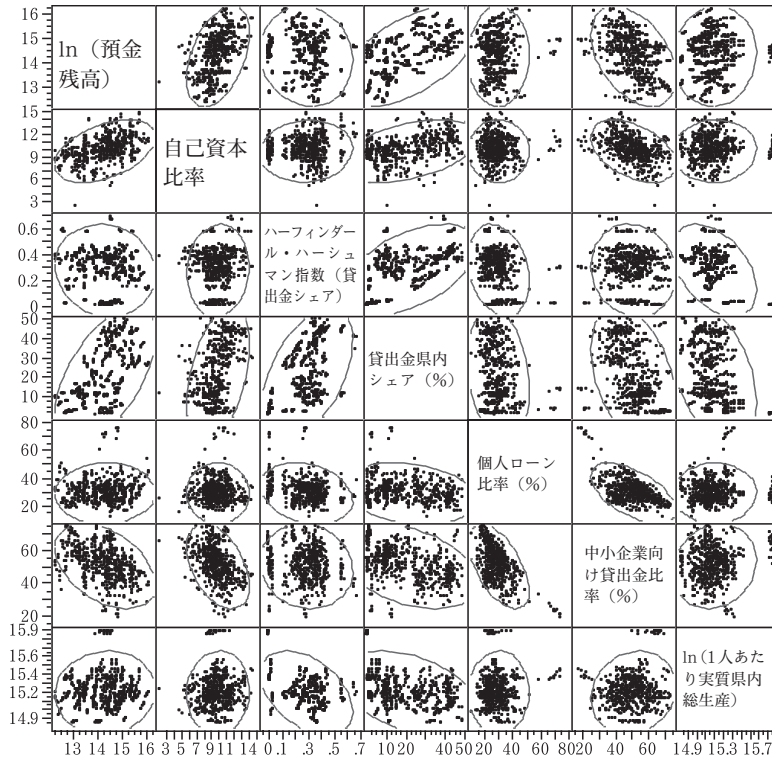 16
15
14
13
ln（預金
残高）
15
12
9
6
3
自己資本
比率
0.6
0.4
0.2
0
ハーフィンダー
ル・ハーシュ
マン指数（貸
出金シェア）
50
40
30
20
10
貸出金県内
シェア（%）
80
60
40
20
個人ローン
比率（%）
60
40
20
中小企業向
け貸出金比
率（%）
15.9
15.6
15.4
15.2
14.9
ln（1人あた
り実質県内
総生産）
13 14 15 16 3 5 7 9 11 14 0 .1 .3 .5 .7 10 20 40 50 20 40 60 80 20 40 60 14.9 15.3 15.7